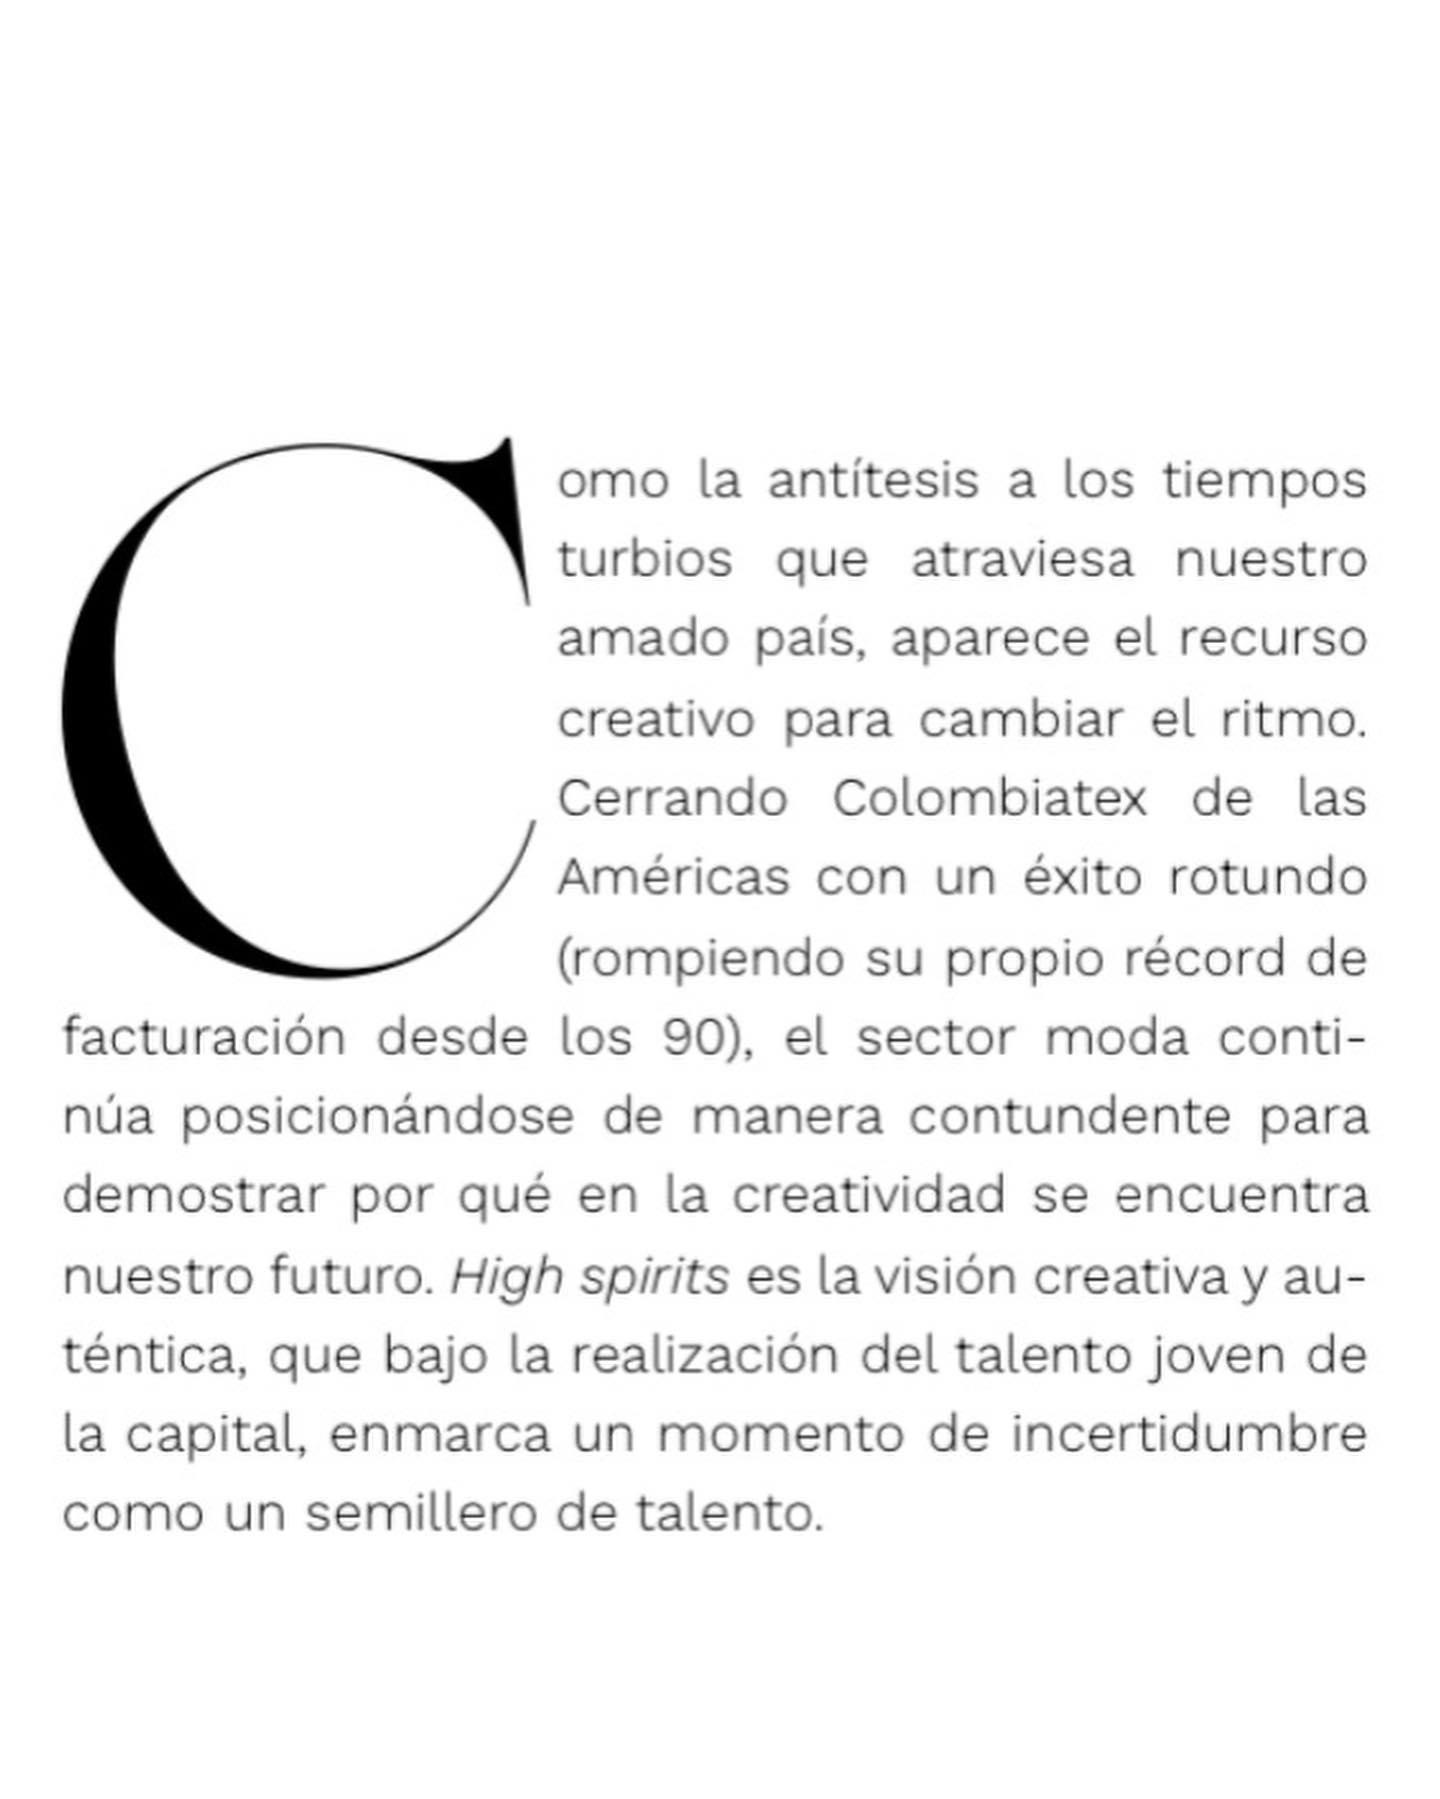 Como la antítesis a los tiempos
turbios que atraviesa nuestro
amado país, aparece el recurso
creativo para cambiar el ritmo.
Cerrando Colombiatex de las
Américas con un éxito rotundo
(rompiendo su propio récord de
facturación desde los 90), el sector moda conti-
núa posicionándose de manera contundente para
demostrar por qué en la creatividad se encuentra
nuestro futuro. High spirits es la visión creativa y au-
téntica, que bajo la realización del talento joven de
la capital, enmarca un momento de incertidumbre
como un semillero de talento.